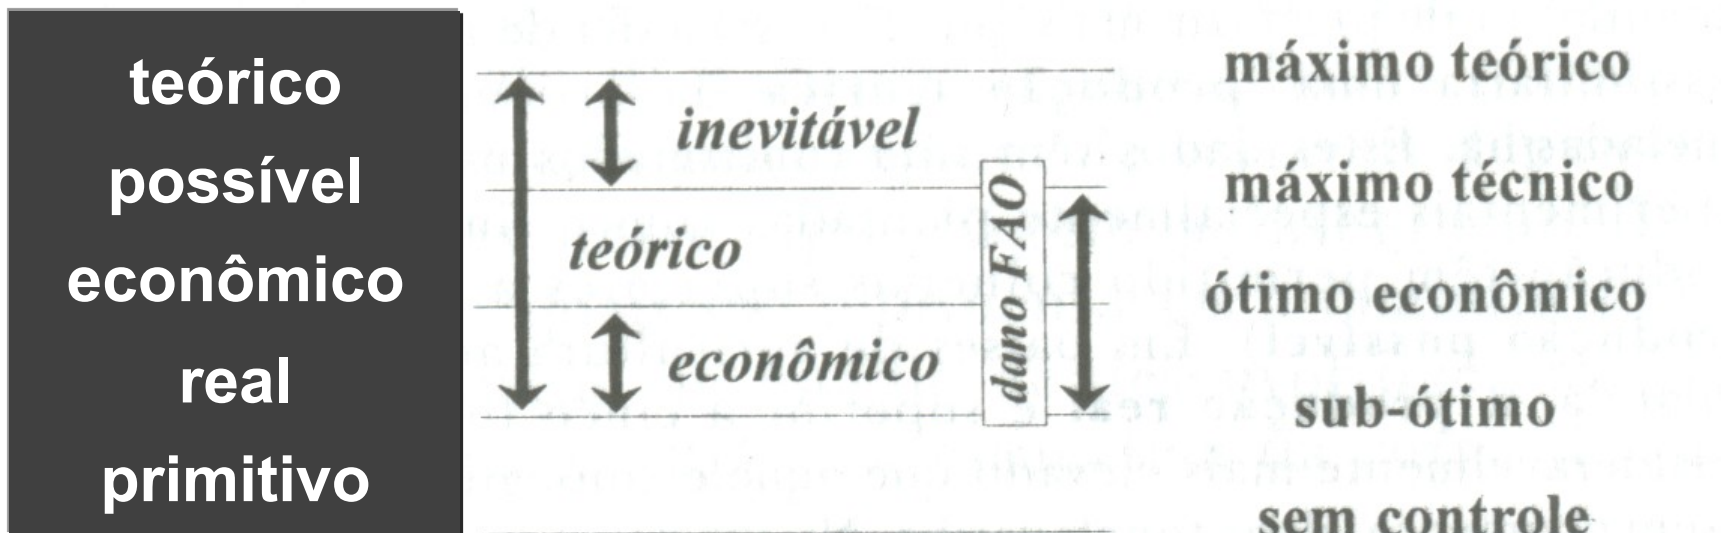 teórico
possível
econômico
real
primitivo
inevitável
teórico
econômico
dano FAO
máximo teórico
máximo técnico
ótimo econômico
sub-ótimo
sem controle